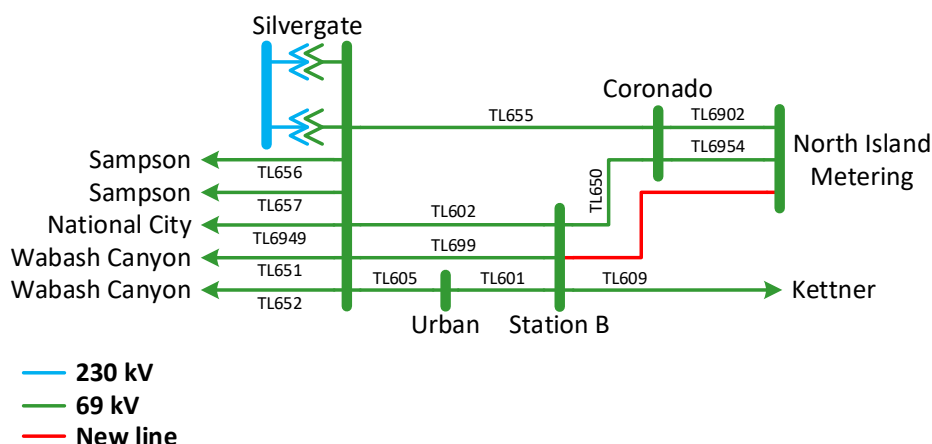 Silvergate
Coronado
TL655
TL6902
TL6954
North Island
Metering
Sampson
TL656
Sampson
TL657
TL650
National City
TL602
TL6949
Wabash Canyon
TL699
TL651
Wabash Canyon
TL605
TL601
TL609
Kettner
TL652
Urban
Station B
230 kV
69 kV
New line